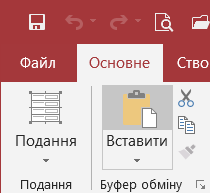 Файл Основне Ство
Подання Вставити
Подання Буфер обміну